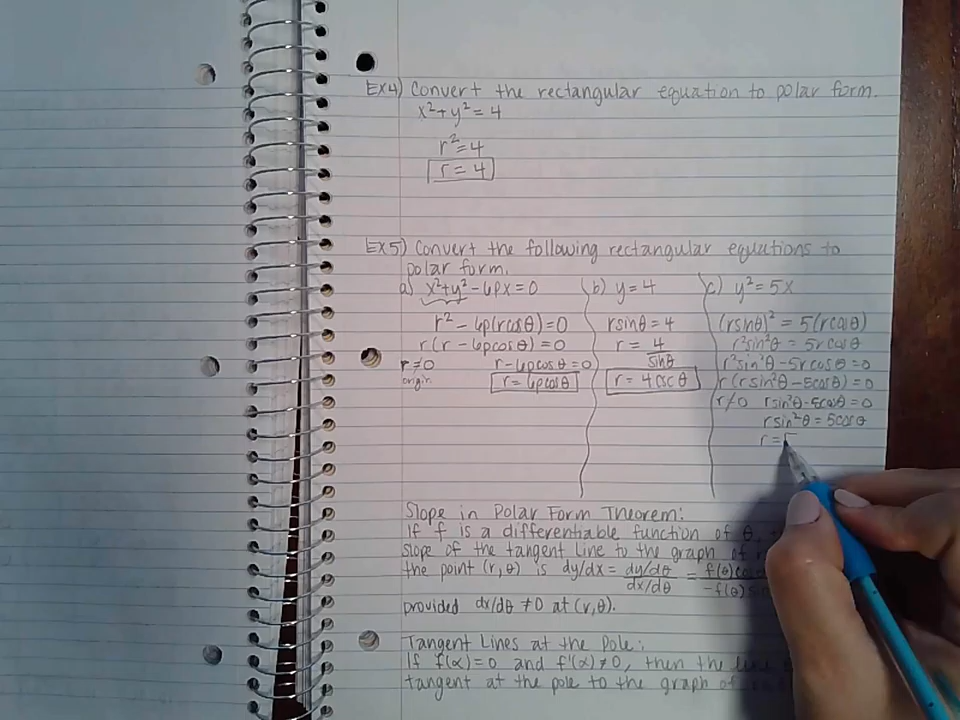 Ex4) Convert the rectangular equation to polar form.
x²+y²=4
r²=4
r=4
Ex5) Convert the following rectangular equations to
polar form.
a) x²+y²-6px=0
r²-6p(rcosθ)=0
r(r-6pcosθ)=0
r≠0 r-6pcosθ=0
origin
r=6pcosθ
b) y=4
rsinθ=4
r=4/sinθ
r=4cscθ
c) y²=5x
(rsinθ)²=5(rcosθ)
r²sin²θ=5rcosθ
r²sin²θ-5rcosθ=0
r(rsin²θ-5cosθ)=0
r≠0 rsin²θ-5cosθ=0
rsin²θ=5cosθ
r=
Slope in Polar Form Theorem:
If f is a differentiable function of θ,
slope of the tangent line to the graph of
the point (r,θ) is dy/dx = dy/dθ / dx/dθ = f(θ) / -f(θ)
provided dx/dθ ≠0 at (r,θ).
Tangent Lines at the Pole:
If f(α)=0 and f'(α)≠0, then the line
tangent at the pole to the graph of